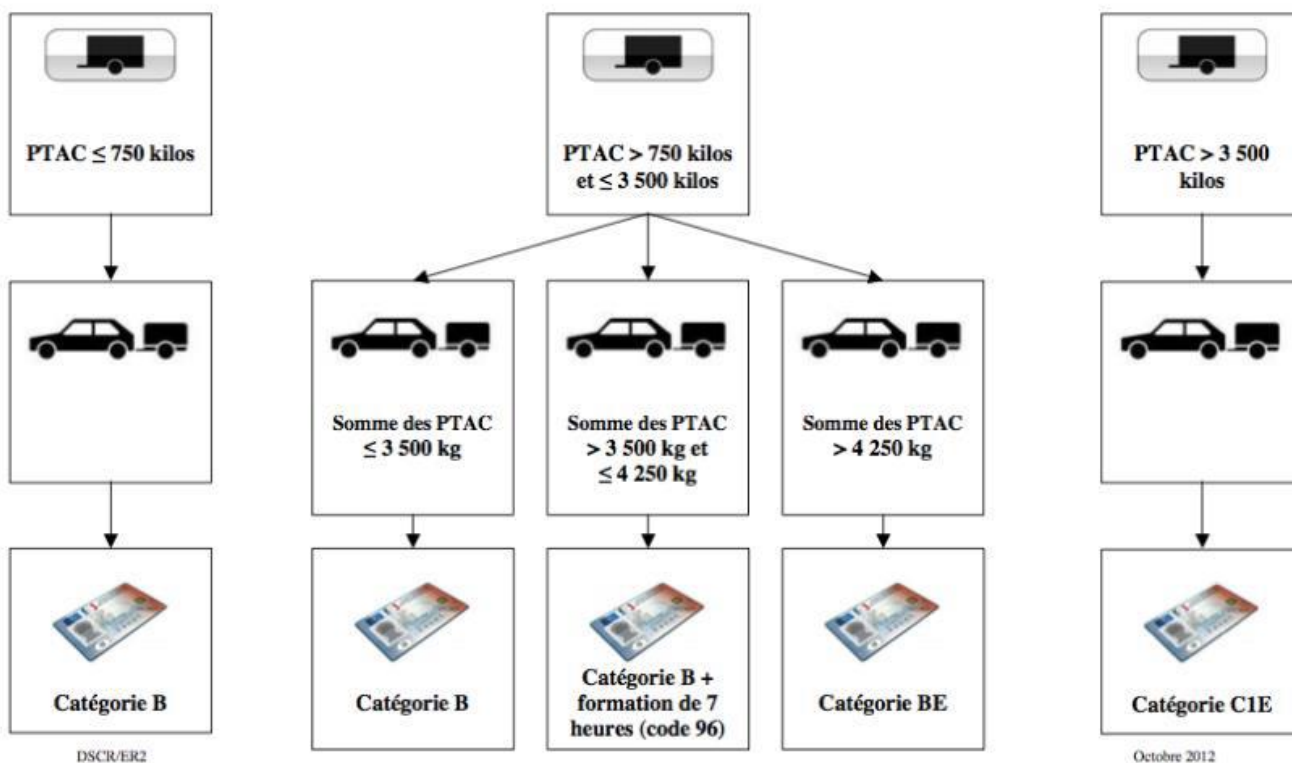 PTAC ≤ 750 kilos
PTAC > 750 kilos
et ≤ 3 500 kilos
PTAC > 3 500
kilos
Somme des PTAC
≤ 3 500 kg
Somme des PTAC
> 3 500 kg et
≤ 4 250 kg
Somme des PTAC
> 4 250 kg
Catégorie B
Catégorie B
Catégorie B +
formation de 7
heures (code 96)
Catégorie BE
Catégorie C1E
DSCR/ER2
Octobre 2012